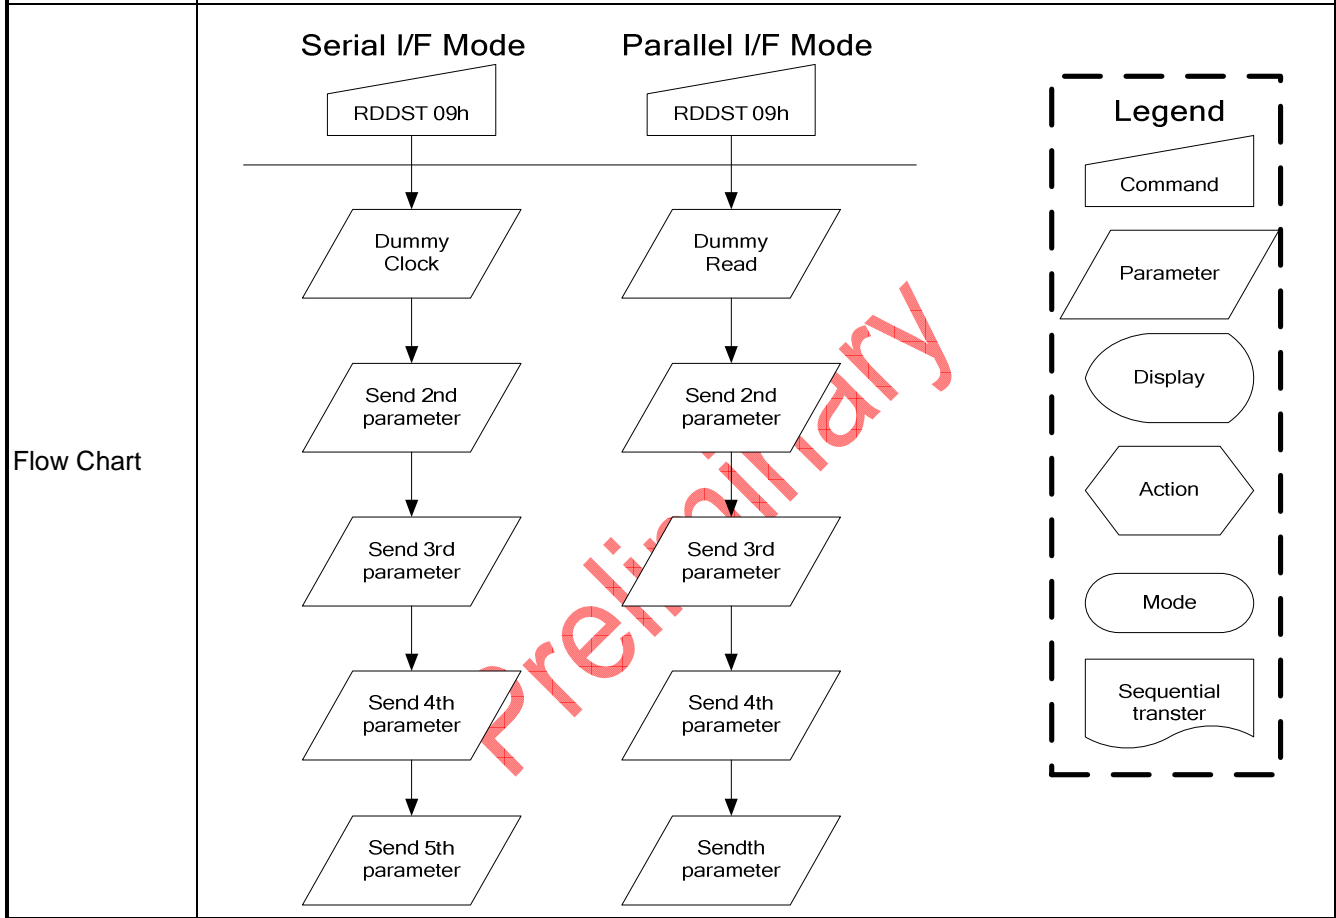 Flow Chart
Serial I/F Mode
RDDST 09h
Dummy
Clock
Send 2nd
parameter
Send 3rd
parameter
Send 4th
parameter
Send 5th
parameter
Parallel I/F Mode
RDDST 09h
Dummy
Read
Send 2nd
parameter
Send 3rd
parameter
Send 4th
parameter
Sendth
parameter
Preliminary
Legend
Command
Parameter
Display
Action
Mode
Sequential
transter